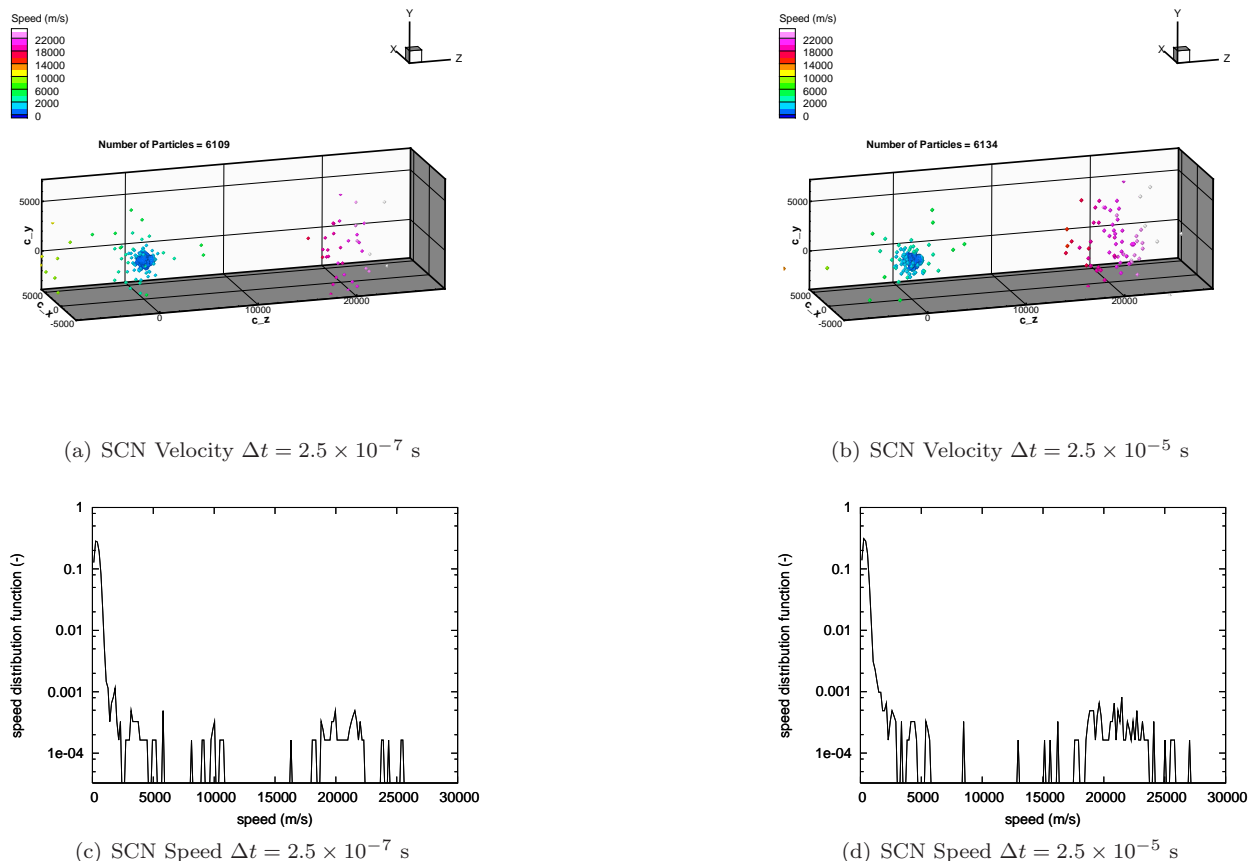 Speed (m/s)
22000
18000
14000
10000
6000
2000
0
Y
X
Z
Number of Particles = 6109
5000
0
c_y
5000
0
-5000
c_x
0
10000
20000
c_z
Speed (m/s)
22000
18000
14000
10000
6000
2000
0
Y
X
Z
Number of Particles = 6134
5000
0
c_y
5000
0
-5000
c_x
0
10000
20000
c_z
(a) SCN Velocity Δt = 2.5 × 10⁻⁷ s
(b) SCN Velocity Δt = 2.5 × 10⁻⁵ s
1
0.1
0.01
0.001
1e-04
speed distribution function (-)
0 5000 10000 15000 20000 25000 30000
speed (m/s)
1
0.1
0.01
0.001
1e-04
speed distribution function (-)
0 5000 10000 15000 20000 25000 30000
speed (m/s)
(c) SCN Speed Δt = 2.5 × 10⁻⁷ s
(d) SCN Speed Δt = 2.5 × 10⁻⁵ s